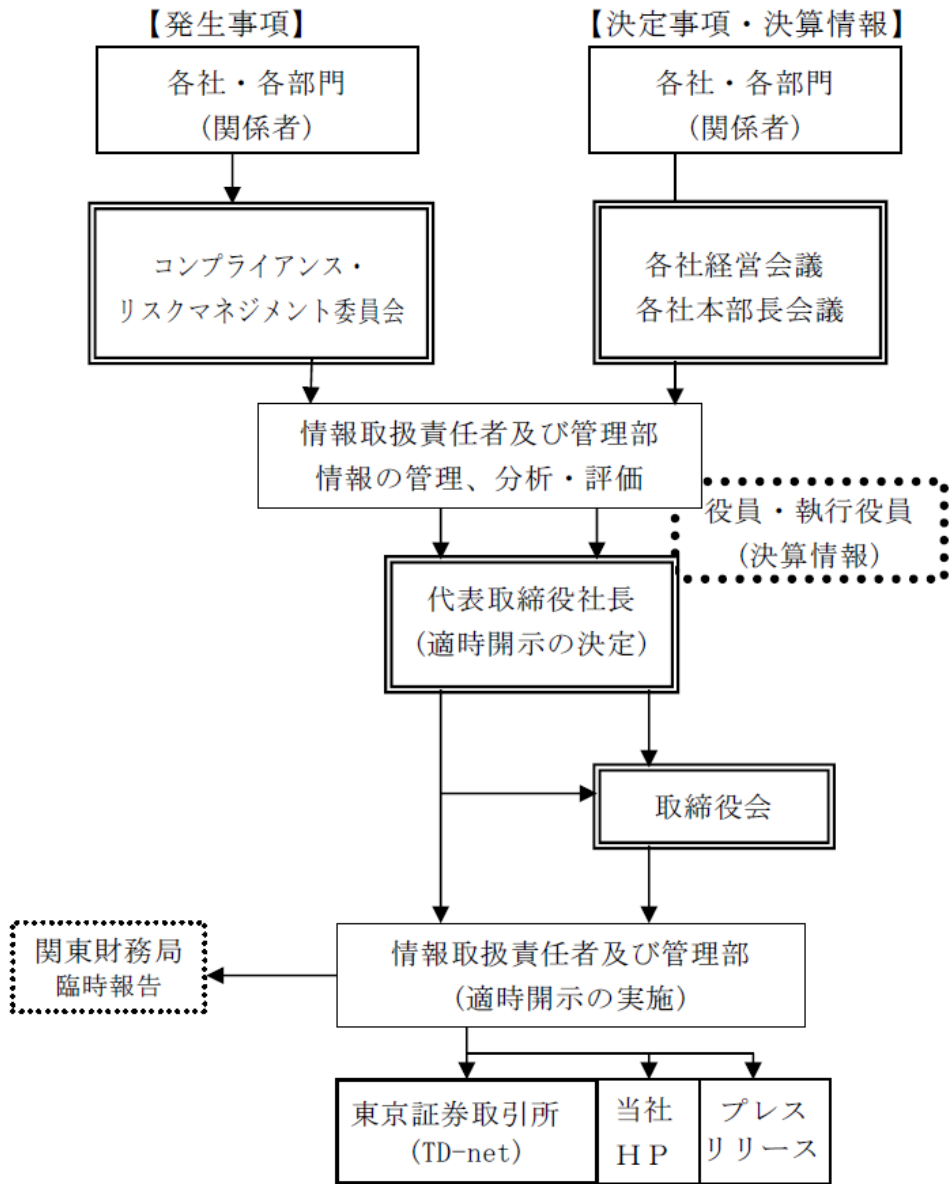 【発生事項】
【決定事項・決算情報】
各社・各部門
(関係者)
各社・各部門
(関係者)
コンプライアンス・
リスクマネジメント委員会
各社経営会議
各社本部長会議
情報取扱責任者及び管理部
情報の管理、分析・評価
役員・執行役員
(決算情報)
代表取締役社長
(適時開示の決定)
取締役会
関東財務局
臨時報告
情報取扱責任者及び管理部
(適時開示の実施)
東京証券取引所
(TD-net)
当社
ＨＰ
プレス
リリース